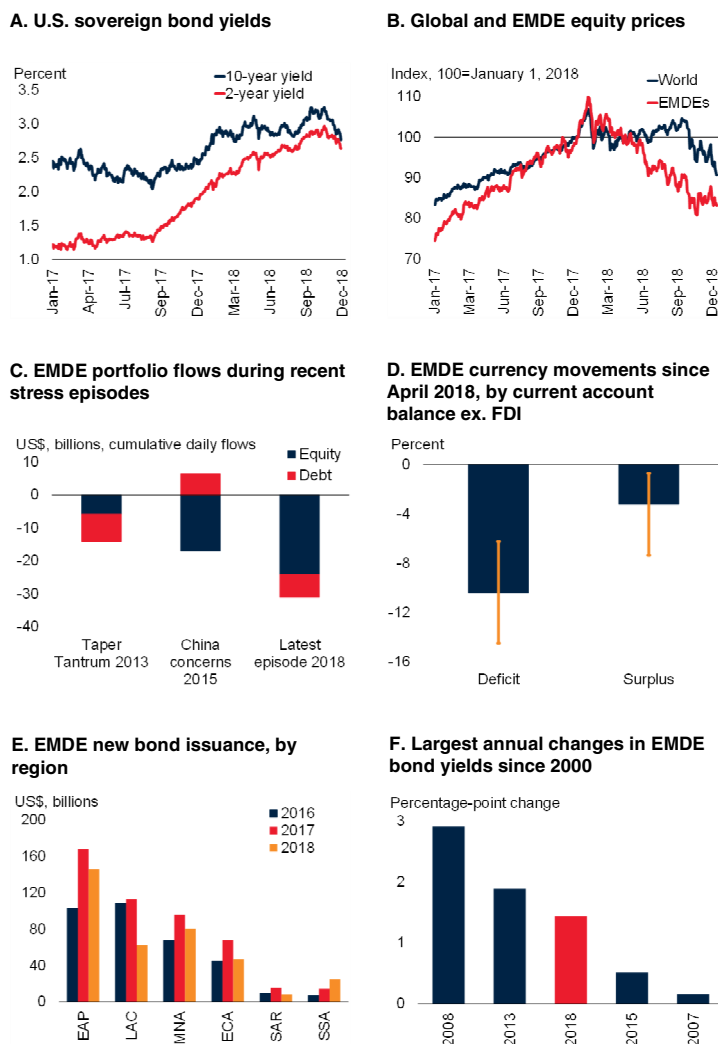 A. U.S. sovereign bond yields
Percent
10-year yield
2-year yield
3.5
3.0
2.5
2.0
1.5
1.0
Jan-17
Apr-17
Jul-17
Sep-17
Dec-17
Mar-18
Jun-18
Sep-18
Dec-18
B. Global and EMDE equity prices
Index, 100=January 1, 2018
World
EMDEs
110
100
90
80
70
Jan-17
Mar-17
Jun-17
Sep-17
Dec-17
Mar-18
Jun-18
Sep-18
Dec-18
C. EMDE portfolio flows during recent
stress episodes
US$, billions, cumulative daily flows
Equity
Debt
10
0
-10
-20
-30
-40
Taper
Tantrum 2013
China
concerns
2015
Latest
episode 2018
D. EMDE currency movements since
April 2018, by current account
balance ex. FDI
Percent
0
-4
-8
-12
-16
Deficit
Surplus
E. EMDE new bond issuance, by
region
US$, billions
2016
2017
2018
200
160
120
80
40
0
EAP
LAC
MNA
ECA
SAR
SSA
F. Largest annual changes in EMDE
bond yields since 2000
Percentage-point change
3
2
1
0
2008
2013
2018
2015
2007